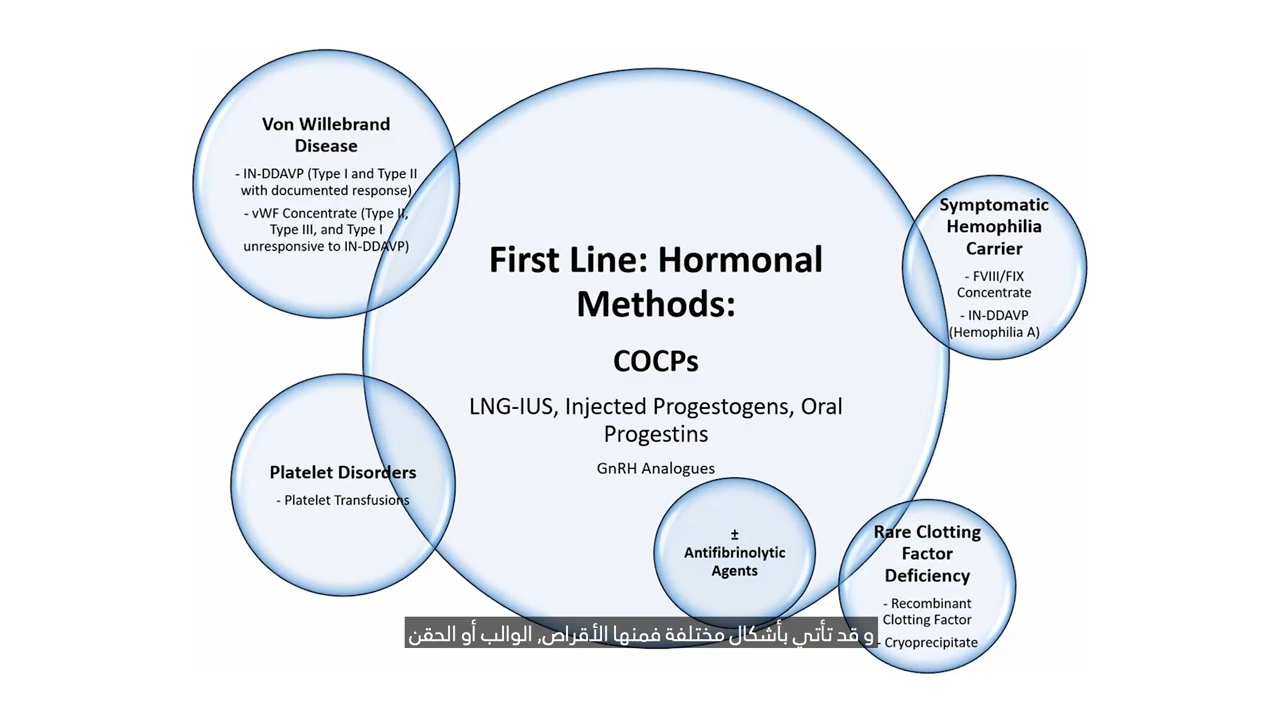 Von Willebrand
Disease
- IN-DDAVP (Type I and Type II
with documented response)
- vWF Concentrate (Type II,
Type III, and Type I
unresponsive to IN-DDAVP)
First Line: Hormonal
Methods:
COCPs
LNG-IUS, Injected Progestogens, Oral
Progestins
GnRH Analogues
±
Antifibrinolytic
Agents
Symptomatic
Hemophilia
Carrier
- FVIII/FIX
Concentrate
- IN-DDAVP
(Hemophilia A)
Platelet Disorders
- Platelet Transfusions
Rare Clotting
Factor
Deficiency
- Recombinant
Clotting Factor
- Cryoprecipitate
و قد تأتي بأشكال مختلفة فمنها الأقراص, الوالب أو الحقن